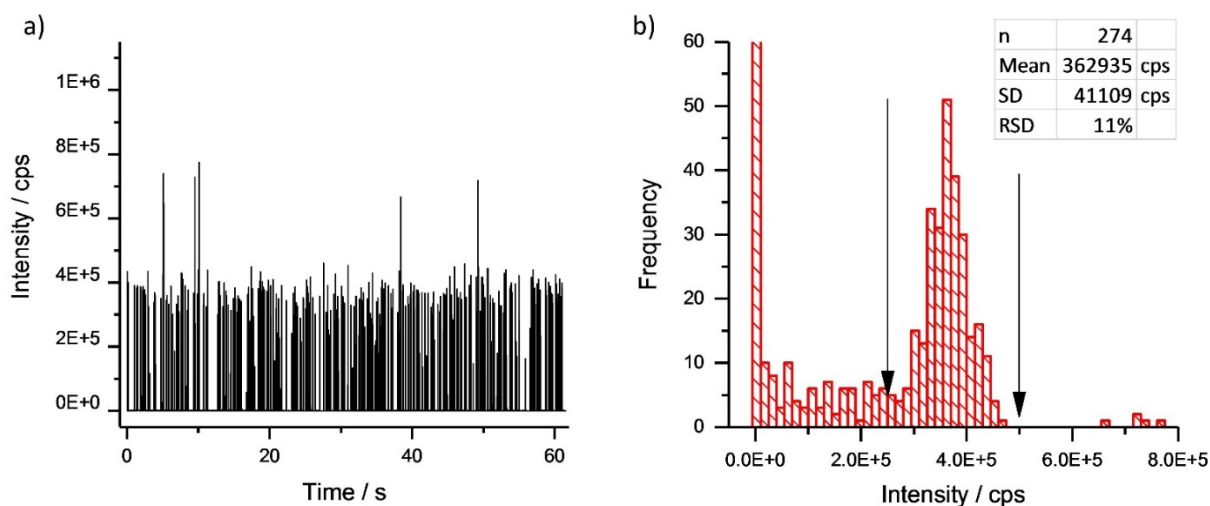 a)
Intensity / cps
1E+6
8E+5
6E+5
4E+5
2E+5
0E+0
0 20 40 60
Time / s
b)
Frequency
60
50
40
30
20
10
0
0.0E+0 2.0E+5 4.0E+5 6.0E+5 8.0E+5
Intensity / cps
n 274
Mean 362935 cps
SD 41109 cps
RSD 11%